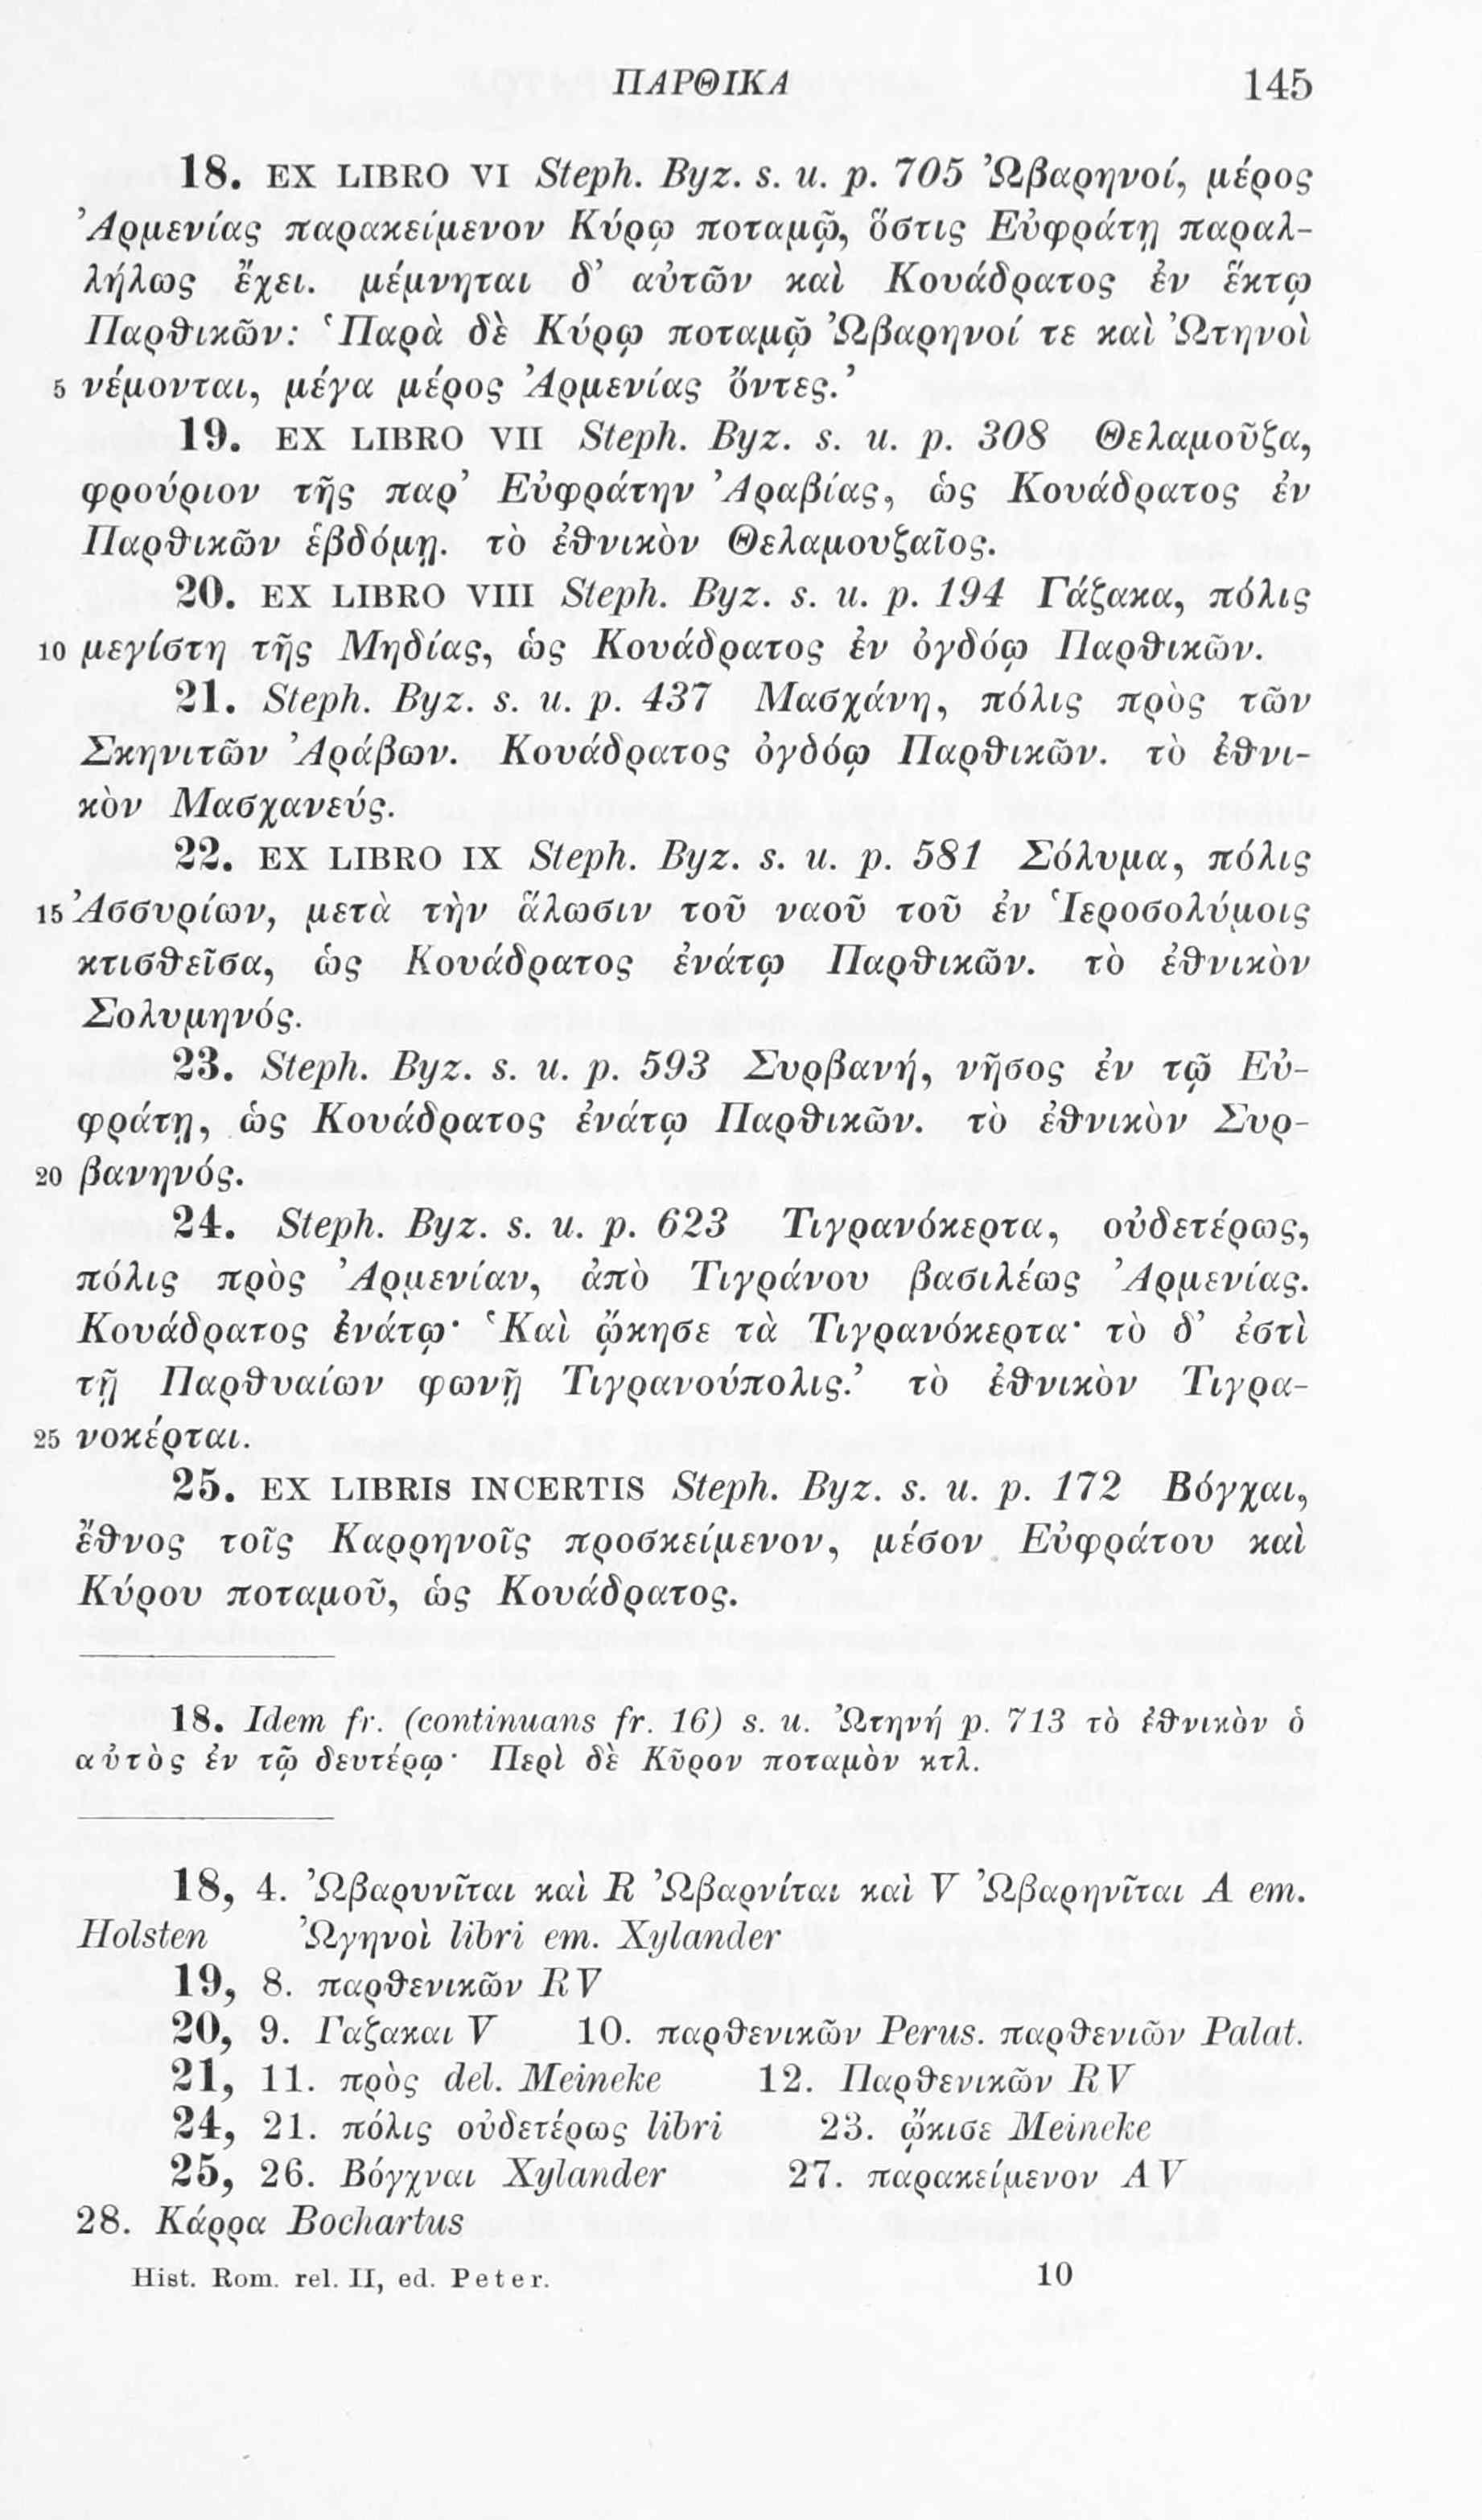 ΠΑΡΘΙΚΑ 145
18. EX LIBRO VI Steph. Byz. s. u. p. 705 Ὠβαρηνοί, μέρος
Ἀρμενίας παρακείμενον Κύρῳ ποταμῷ, ὅστις Εὐφράτῃ παραλ-
λήλως ἔχει. μέμνηται δ’ αὐτῶν καὶ Κουάδρατος ἐν ἕκτῳ
Παρθικῶν: ‘Παρὰ δὲ Κύρῳ ποταμῷ Ὠβαρηνοί τε καὶ Ὠτηνοὶ
5 νέμονται, μέγα μέρος Ἀρμενίας ὄντες.’
19. EX LIBRO VII Steph. Byz. s. u. p. 308 Θελαμοῦζα,
φρούριον τῆς παρ’ Εὐφράτην Ἀραβίας, ὡς Κουάδρατος ἐν
Παρθικῶν ἑβδόμῃ. τὸ ἐθνικὸν Θελαμουζαῖος.
20. EX LIBRO VIII Steph. Byz. s. u. p. 194 Γάζακα, πόλις
10 μεγίστη τῆς Μηδίας, ὡς Κουάδρατος ἐν ὀγδόῳ Παρθικῶν.
21. Steph. Byz. s. u. p. 437 Μασχάνη, πόλις πρὸς τῶν
Σκηνιτῶν Ἀράβων. Κουάδρατος ὀγδόῳ Παρθικῶν. τὸ ἐθνι-
κὸν Μασχανεύς.
22. EX LIBRO IX Steph. Byz. s. u. p. 581 Σόλυμα, πόλις
15 Ἀσσυρίων, μετὰ τὴν ἅλωσιν τοῦ ναοῦ τοῦ ἐν Ἱεροσολύμοις
κτισθεῖσα, ὡς Κουάδρατος ἐνάτῳ Παρθικῶν. τὸ ἐθνικὸν
Σολυμηνός.
23. Steph. Byz. s. u. p. 593 Συρβανή, νῆσος ἐν τῷ Εὐ-
φράτῃ, ὡς Κουάδρατος ἐνάτῳ Παρθικῶν. τὸ ἐθνικὸν Συρ-
20 βανηνός.
24. Steph. Byz. s. u. p. 623 Τιγρανόκερτα, οὐδετέρως,
πόλις πρὸς Ἀρμενίαν, ἀπὸ Τιγράνου βασιλέως Ἀρμενίας.
Κουάδρατος ἐνάτῳ· ‘Καὶ ᾤκησε τὰ Τιγρανόκερτα· τὸ δ’ ἐστὶ
τῇ Παρθυαίων φωνῇ Τιγρανούπολις.’ τὸ ἐθνικὸν Τιγρα-
25 νοκέρται.
25. EX LIBRIS INCERTIS Steph. Byz. s. u. p. 172 Βόγχαι,
ἔθνος τοῖς Καρρηνοῖς προσκείμενον, μέσον Εὐφράτου καὶ
Κύρου ποταμοῦ, ὡς Κουάδρατος.
18. Idem fr. (continuans fr. 16) s. u. Ὠτηνή p. 713 τὸ ἐθνικὸν ὁ
αὐτὸς ἐν τῷ δευτέρῳ· Περὶ δὲ Κῦρον ποταμὸν κτλ.
18, 4. Ὠβαρυνῖται καὶ R Ὠβαρνίται καὶ V Ὠβαρηνῖται A em.
Holsten Ὠγηνοὶ libri em. Xylander
19, 8. παρθενικῶν RV
20, 9. Γαζακαι V 10. παρθενικῶν Perus. παρθενιῶν Palat.
21, 11. πρὸς del. Meineke 12. Παρθενικῶν RV
24, 21. πόλις οὐδετέρως libri 23. ᾤκισε Meineke
25, 26. Βόγχναι Xylander 27. παρακείμενον AV
28. Κάρρα Bochartus
Hist. Rom. rel. II, ed. Peter. 10